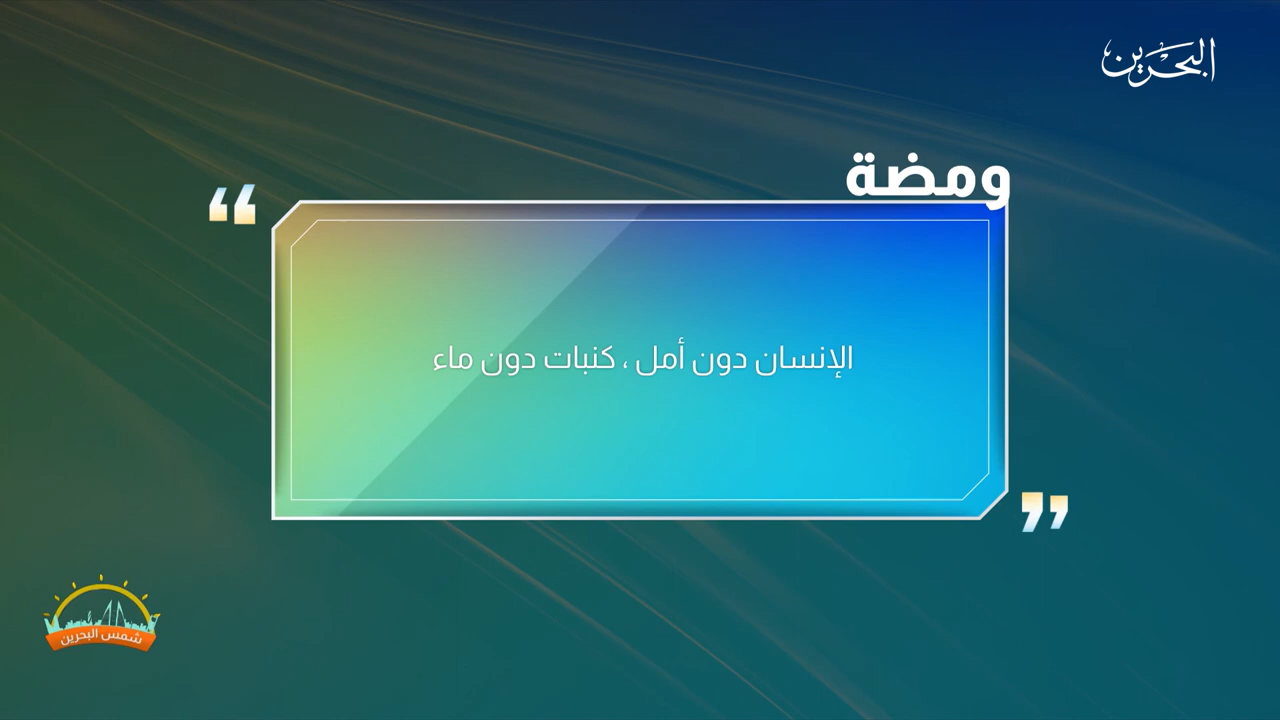 البحرين
ومضة
الإنسان دون أمل ، كنبات دون ماء
شمس البحرين